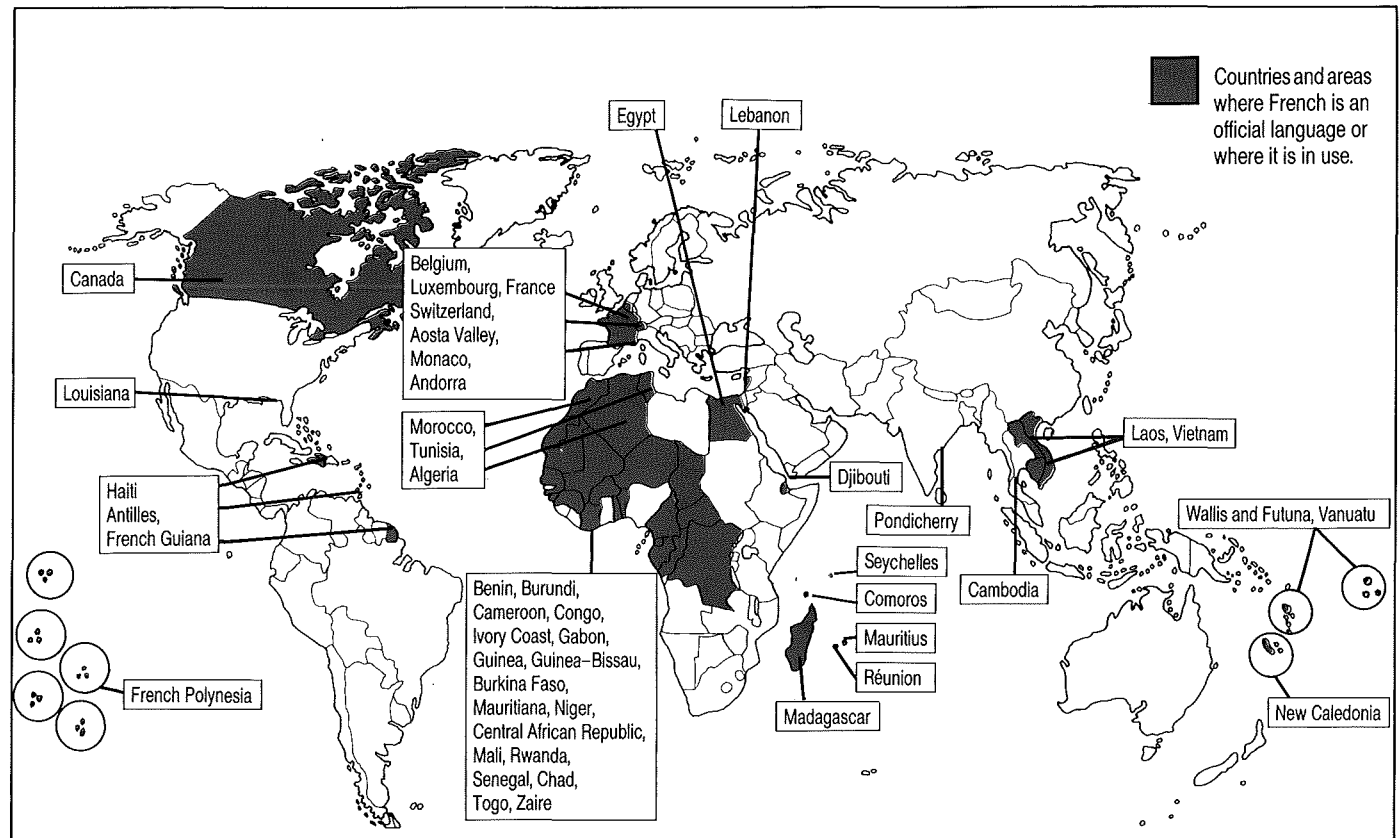 Countries and areas
where French is an
official language or
where it is in use.
Egypt
Lebanon
Canada
Belgium,
Luxembourg, France
Switzerland,
Aosta Valley,
Monaco,
Andorra
Louisiana
Morocco,
Tunisia,
Algeria
Laos, Vietnam
Djibouti
Haiti
Antilles,
French Guiana
Pondicherry
Wallis and Futuna, Vanuatu
Seychelles
Cambodia
Comoros
Benin, Burundi,
Cameroon, Congo,
Ivory Coast, Gabon,
Guinea, Guinea–Bissau,
Burkina Faso,
Mauritiana, Niger,
Central African Republic,
Mali, Rwanda,
Senegal, Chad,
Togo, Zaire
Mauritius
Réunion
French Polynesia
Madagascar
New Caledonia